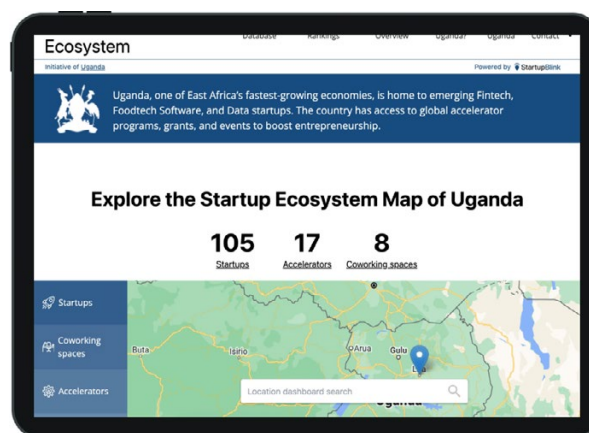 Ecosystem
Database Rankings Overview Uganda? Uganda Contact
Initiative of Uganda
Powered by StartupBlink
Uganda, one of East Africa's fastest-growing economies, is home to emerging Fintech,
Foodtech Software, and Data startups. The country has access to global accelerator
programs, grants, and events to boost entrepreneurship.
Explore the Startup Ecosystem Map of Uganda
105 17 8
Startups Accelerators Coworking spaces
Startups
Coworking
spaces
Accelerators
Buta
Isiro
Arua
Gulu
Location dashboard search
Uganda